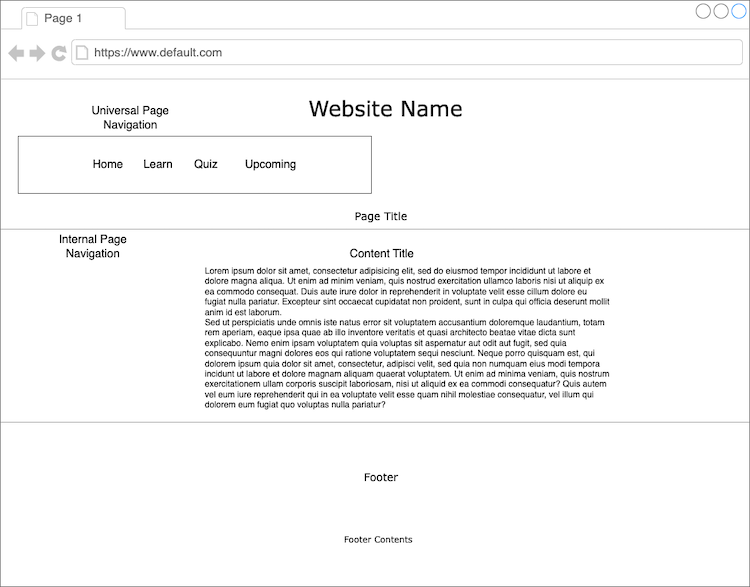 Page 1
https://www.default.com
Website Name
Universal Page
Navigation
Home Learn Quiz Upcoming
Page Title
Internal Page
Navigation
Content Title
Lorem ipsum dolor sit amet, consectetur adipisicing elit, sed do eiusmod tempor incididunt ut labore et
dolore magna aliqua. Ut enim ad minim veniam, quis nostrud exercitation ullamco laboris nisi ut aliquip ex
ea commodo consequat. Duis aute irure dolor in reprehenderit in voluptate velit esse cillum dolore eu
fugiat nulla pariatur. Excepteur sint occaecat cupidatat non proident, sunt in culpa qui officia deserunt mollit
anim id est laborum.
Sed ut perspiciatis unde omnis iste natus error sit voluptatem accusantium doloremque laudantium, totam
rem aperiam, eaque ipsa quae ab illo inventore veritatis et quasi architecto beatae vitae dicta sunt
explicabo. Nemo enim ipsam voluptatem quia voluptas sit aspernatur aut odit aut fugit, sed quia
consequuntur magni dolores eos qui ratione voluptatem sequi nesciunt. Neque porro quisquam est, qui
dolorem ipsum quia dolor sit amet, consectetur, adipisci velit, sed quia non numquam eius modi tempora
incidunt ut labore et dolore magnam aliquam quaerat voluptatem. Ut enim ad minima veniam, quis nostrum
exercitationem ullam corporis suscipit laboriosam, nisi ut aliquid ex ea commodi consequatur? Quis autem
vel eum iure reprehenderit qui in ea voluptate velit esse quam nihil molestiae consequatur, vel illum qui
dolorem eum fugiat quo voluptas nulla pariatur?
Footer
Footer Contents